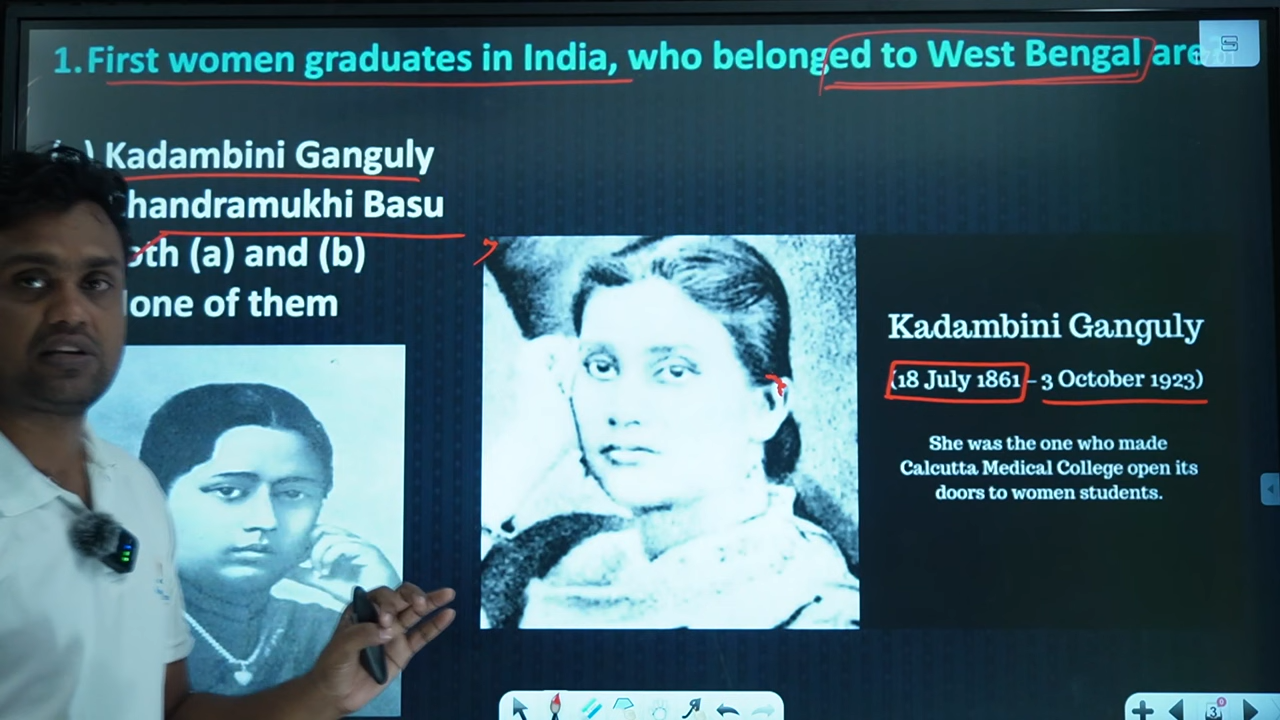 1. First women graduates in India, who belonged to West Bengal are
) Kadambini Ganguly
handramukhi Basu
oth (a) and (b)
lone of them
Kadambini Ganguly
(18 July 1861 – 3 October 1923)
She was the one who made
Calcutta Medical College open its
doors to women students.
3